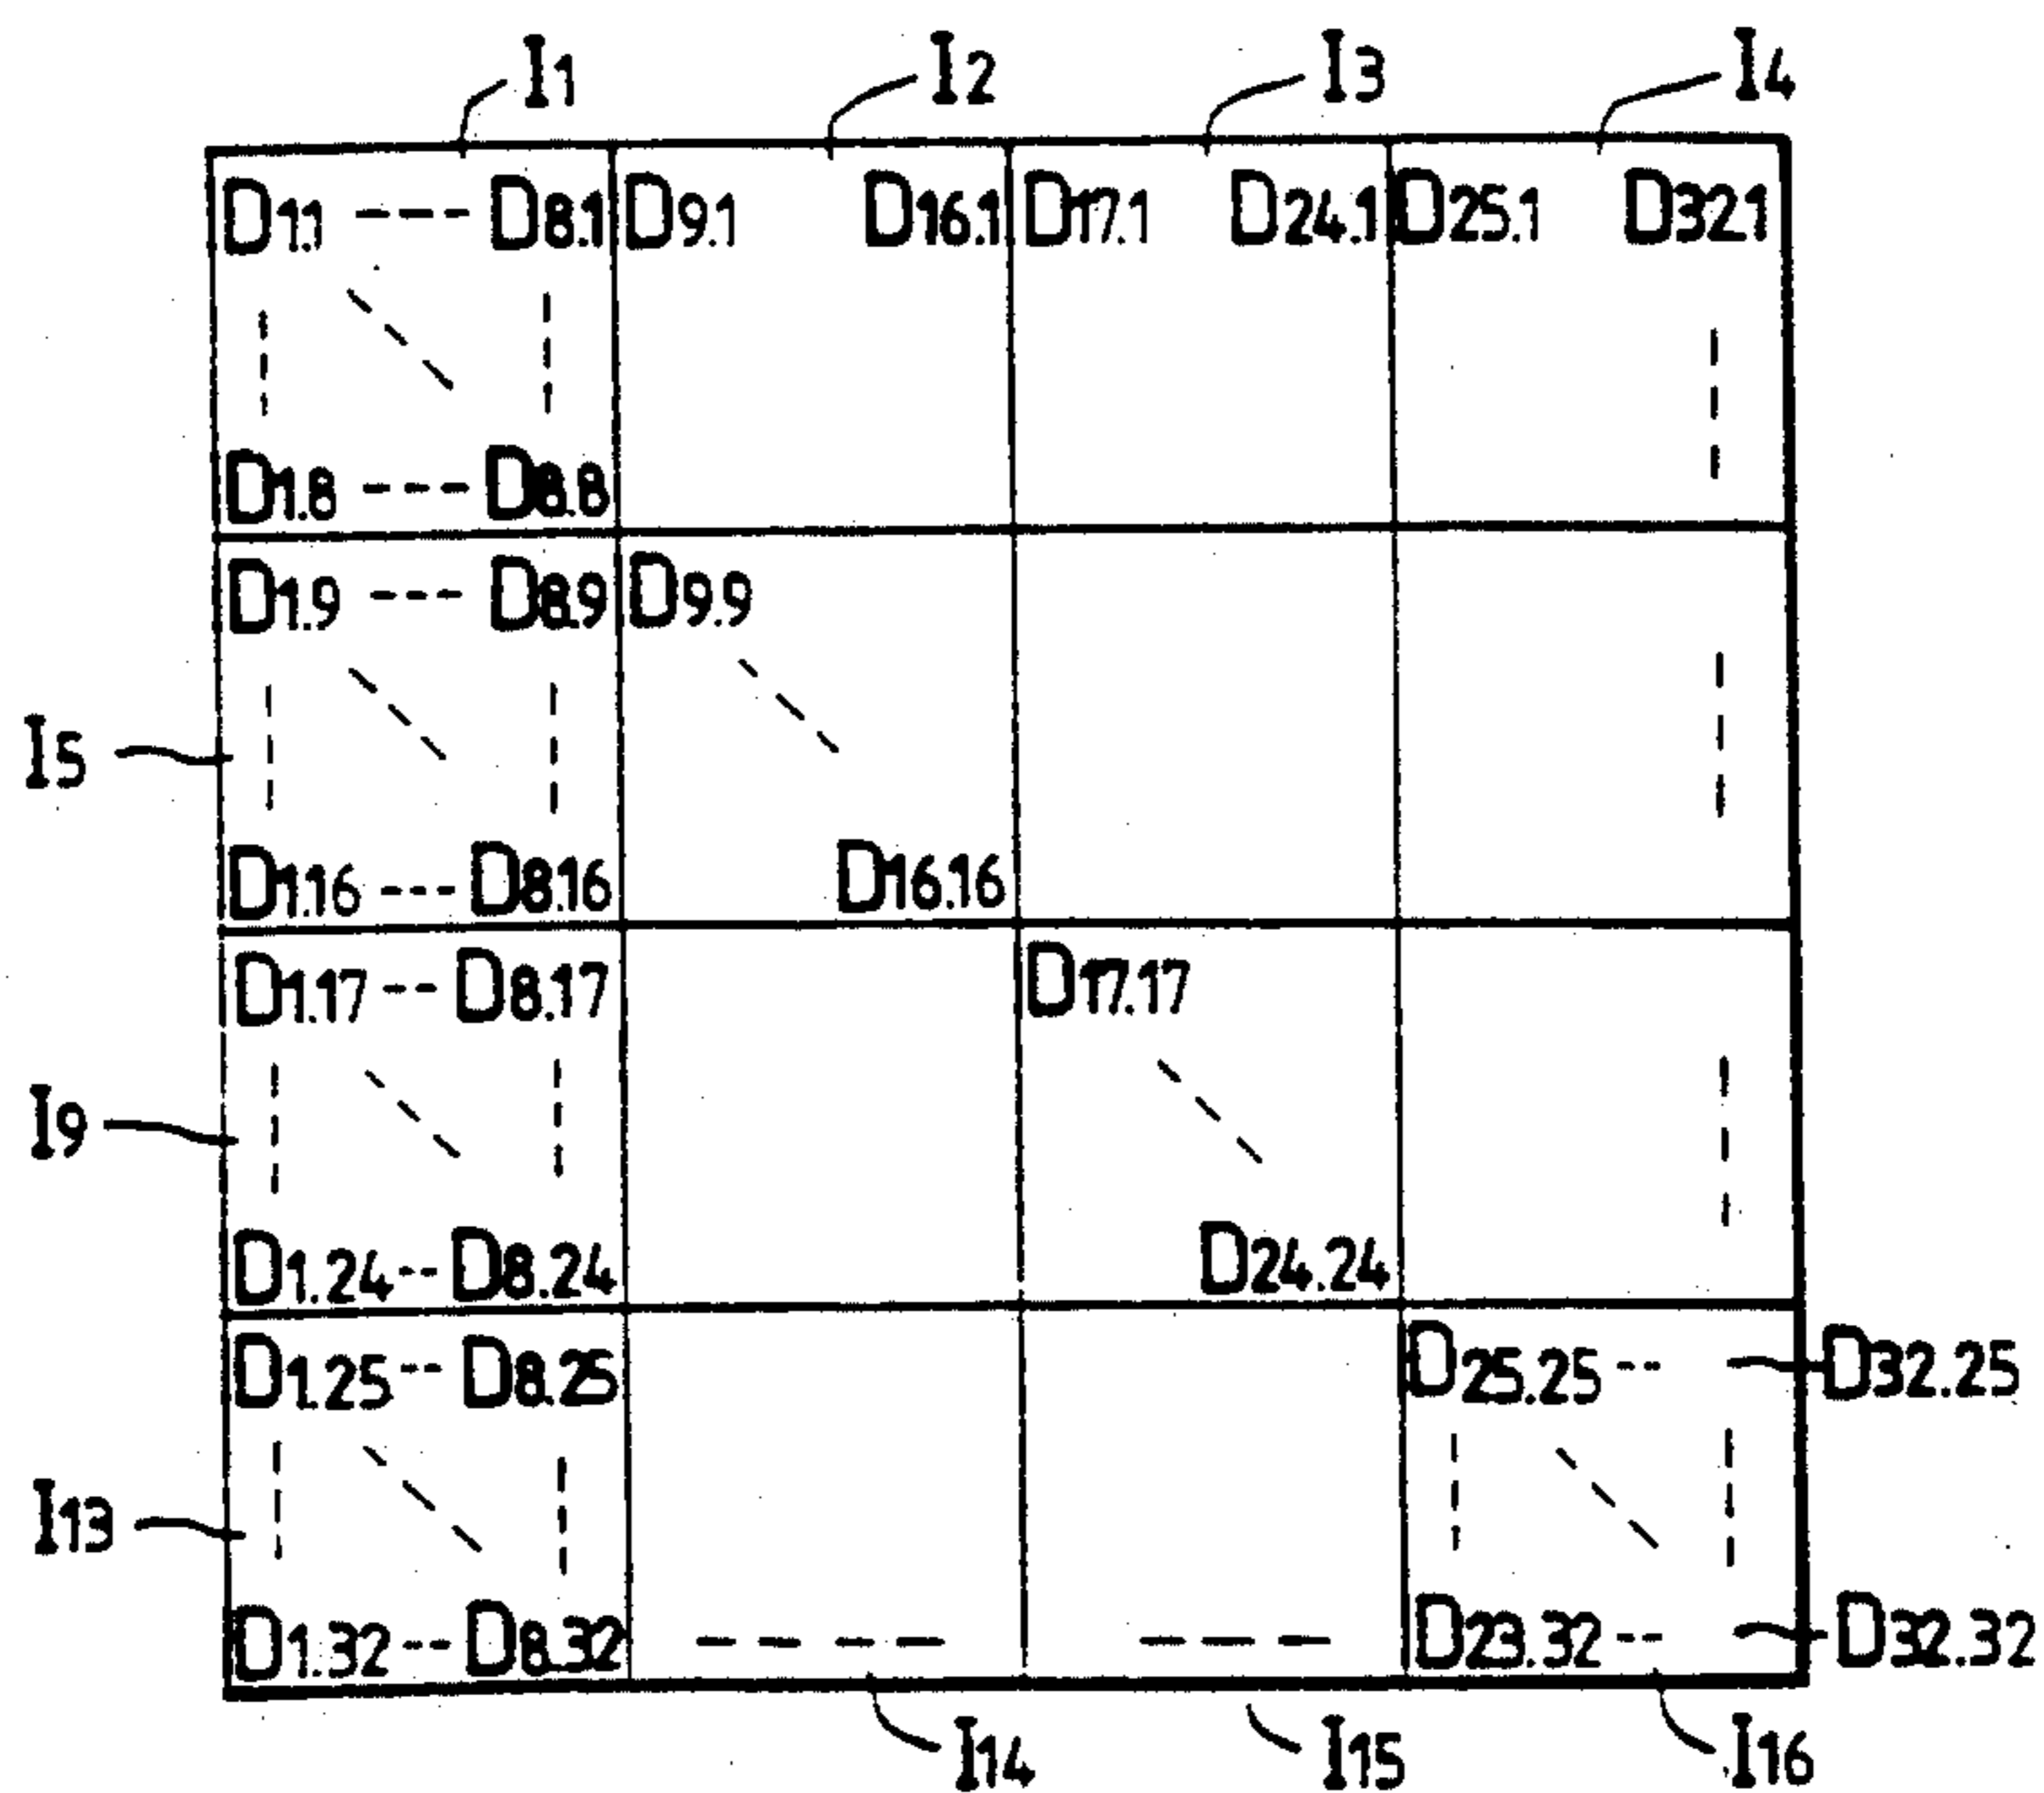 I1 I2 I3 I4
D1.1 ---- D8.1 D9.1 D16.1 D17.1 D24.1 D25.1 D32.1
D1.8 ---- D8.8
D1.9 --- D8.9 D9.9
I5
D1.16 --- D8.16 D16.16
D1.17 -- D8.17 D17.17
I9
D1.24 -- D8.24 D24.24
D1.25 -- D8.25 D25.25 -- D32.25
I13
D1.32 -- D8.32 ---- --- D23.32 -- D32.32
I14 I15 I16